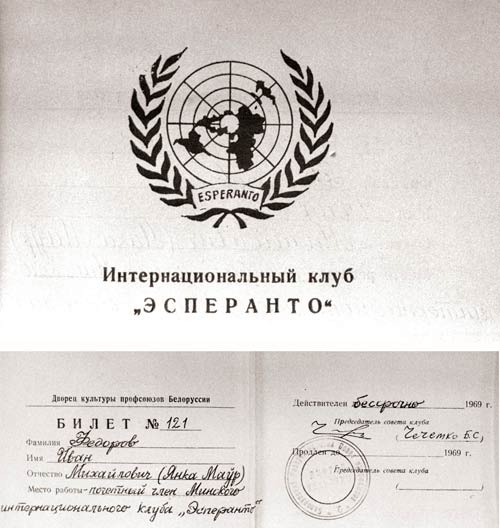 ESPERANTO
Интернациональный клуб
„ЭСПЕРАНТО“
Дворец культуры профсоюзов Белоруссии
БИЛЕТ № 121
Фамилия Федоров
Имя Иван
Отчество Михайлович (Янка Маўр)
Место работы - почетный член Минского
интернационального клуба „Эсперанто“
Действителен бессрочно 1969 г.
Председатель совета клуба
(Чечетко Б.С.)
Продлен до 1969 г.
Председатель совета клуба